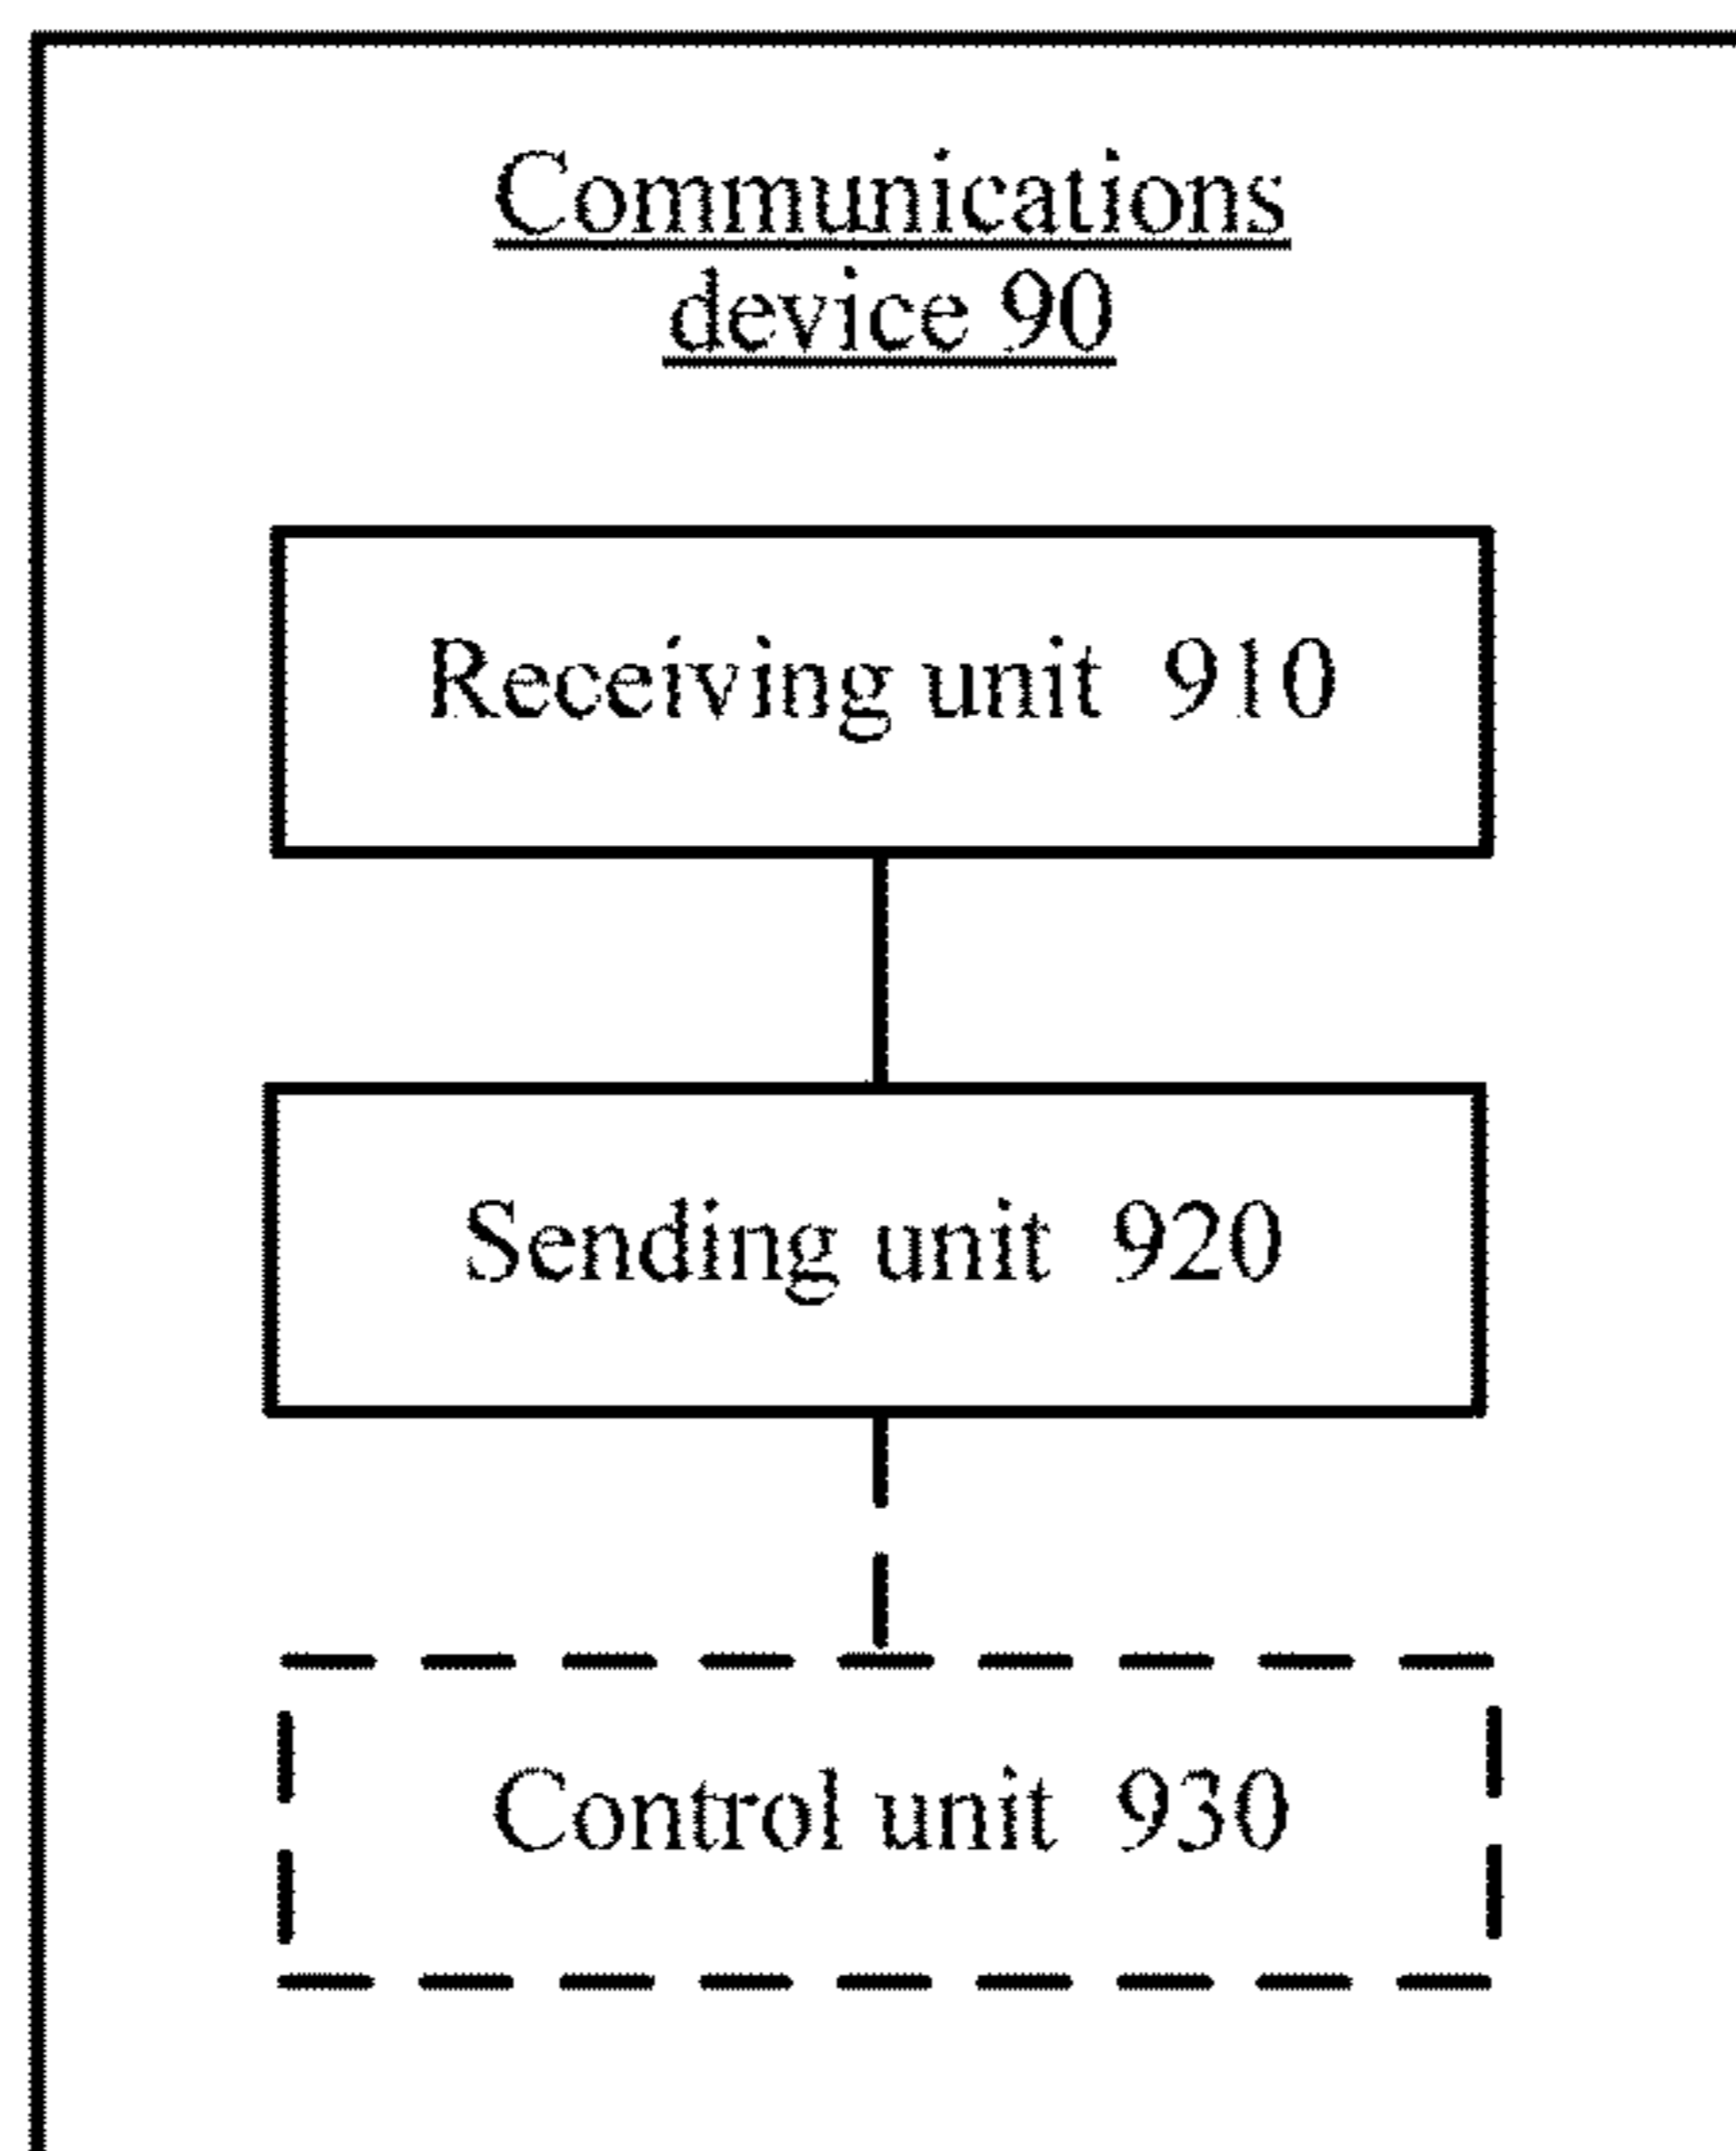 Communications
device 90
Receiving unit 910
Sending unit 920
Control unit 930